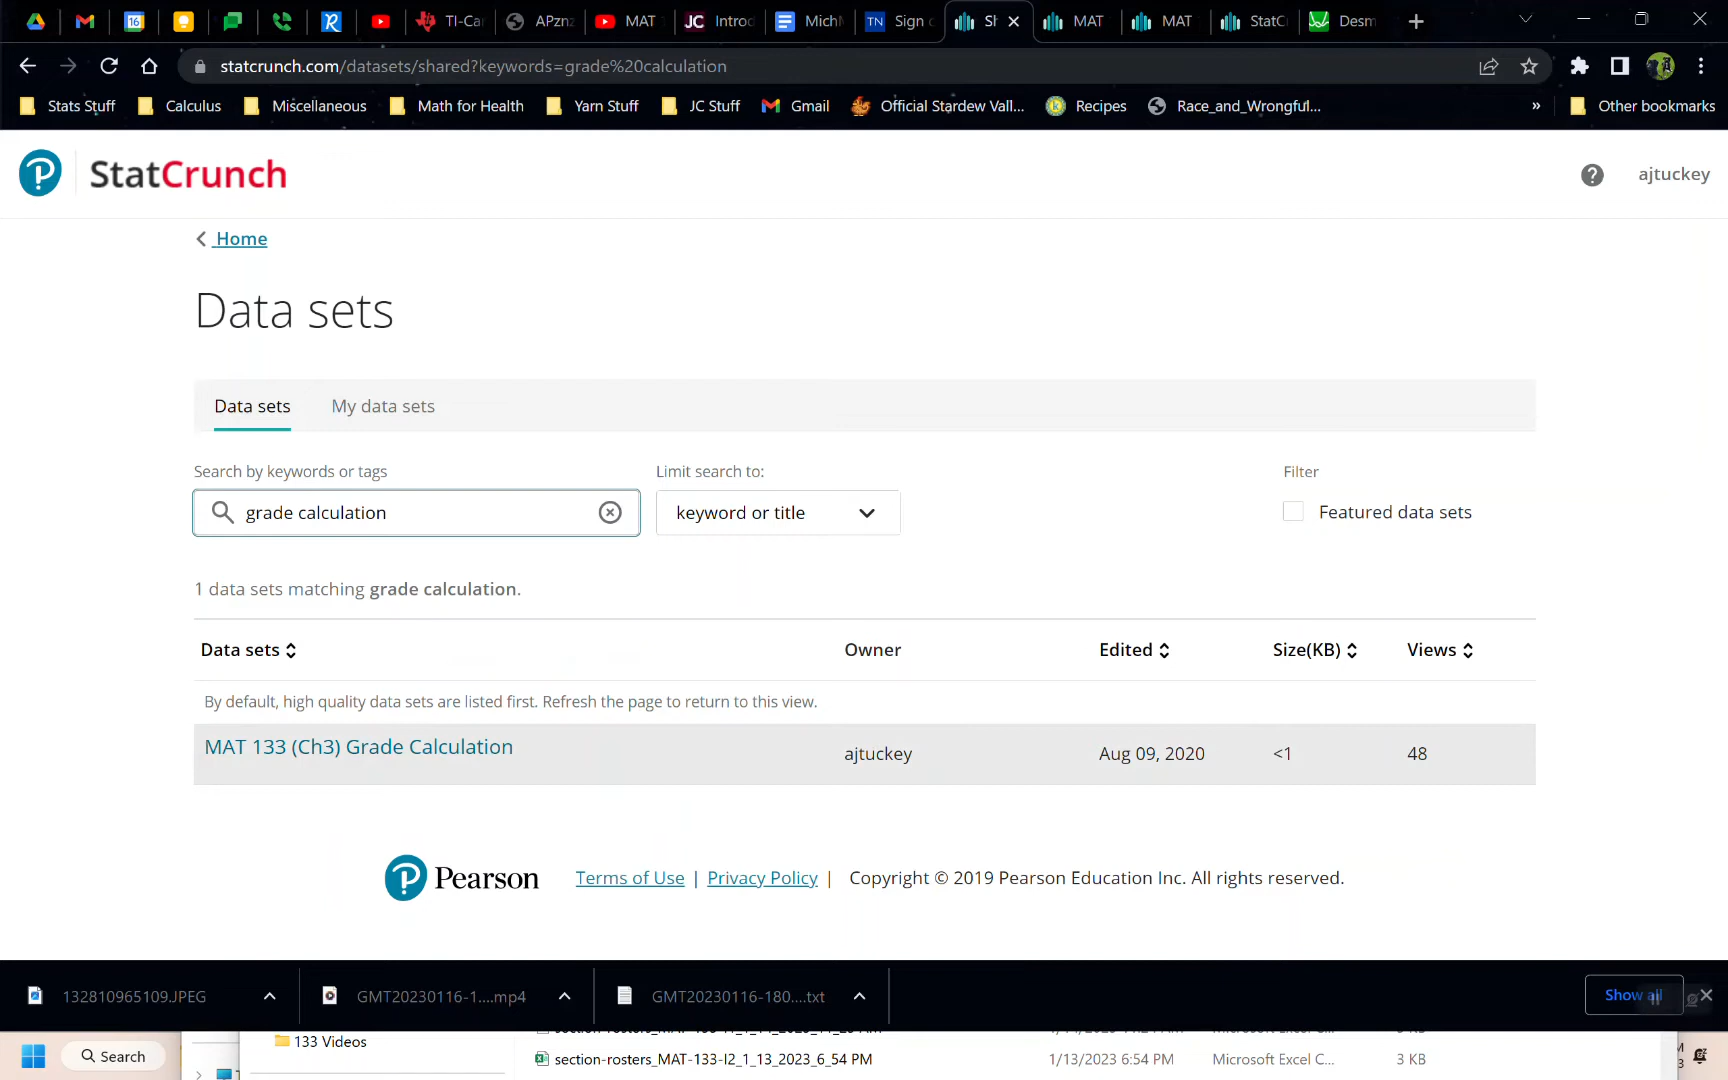 16
TI-Ca
APznz
MAT
JC Introd
Mich
TN Sign
Sh
MAT
MAT
StatC
Desm
statcrunch.com/datasets/shared?keywords=grade%20calculation
Stats Stuff
Calculus
Miscellaneous
Math for Health
Yarn Stuff
JC Stuff
Gmail
Official Stardew Vall...
Recipes
Race_and_Wrongful...
»
Other bookmarks
StatCrunch
ajtuckey
Home
Data sets
Data sets
My data sets
Search by keywords or tags
Limit search to:
Filter
grade calculation
keyword or title
Featured data sets
1 data sets matching grade calculation.
Data sets
Owner
Edited
Size(KB)
Views
By default, high quality data sets are listed first. Refresh the page to return to this view.
MAT 133 (Ch3) Grade Calculation
ajtuckey
Aug 09, 2020
<1
48
Pearson
Terms of Use | Privacy Policy | Copyright © 2019 Pearson Education Inc. All rights reserved.
132810965109.JPEG
GMT20230116-1....mp4
GMT20230116-180....txt
Show all
Search
133 Videos
section-rosters_MAT-133-I2_1_13_2023_6_54 PM
1/13/2023 6:54 PM
Microsoft Excel C...
3 KB